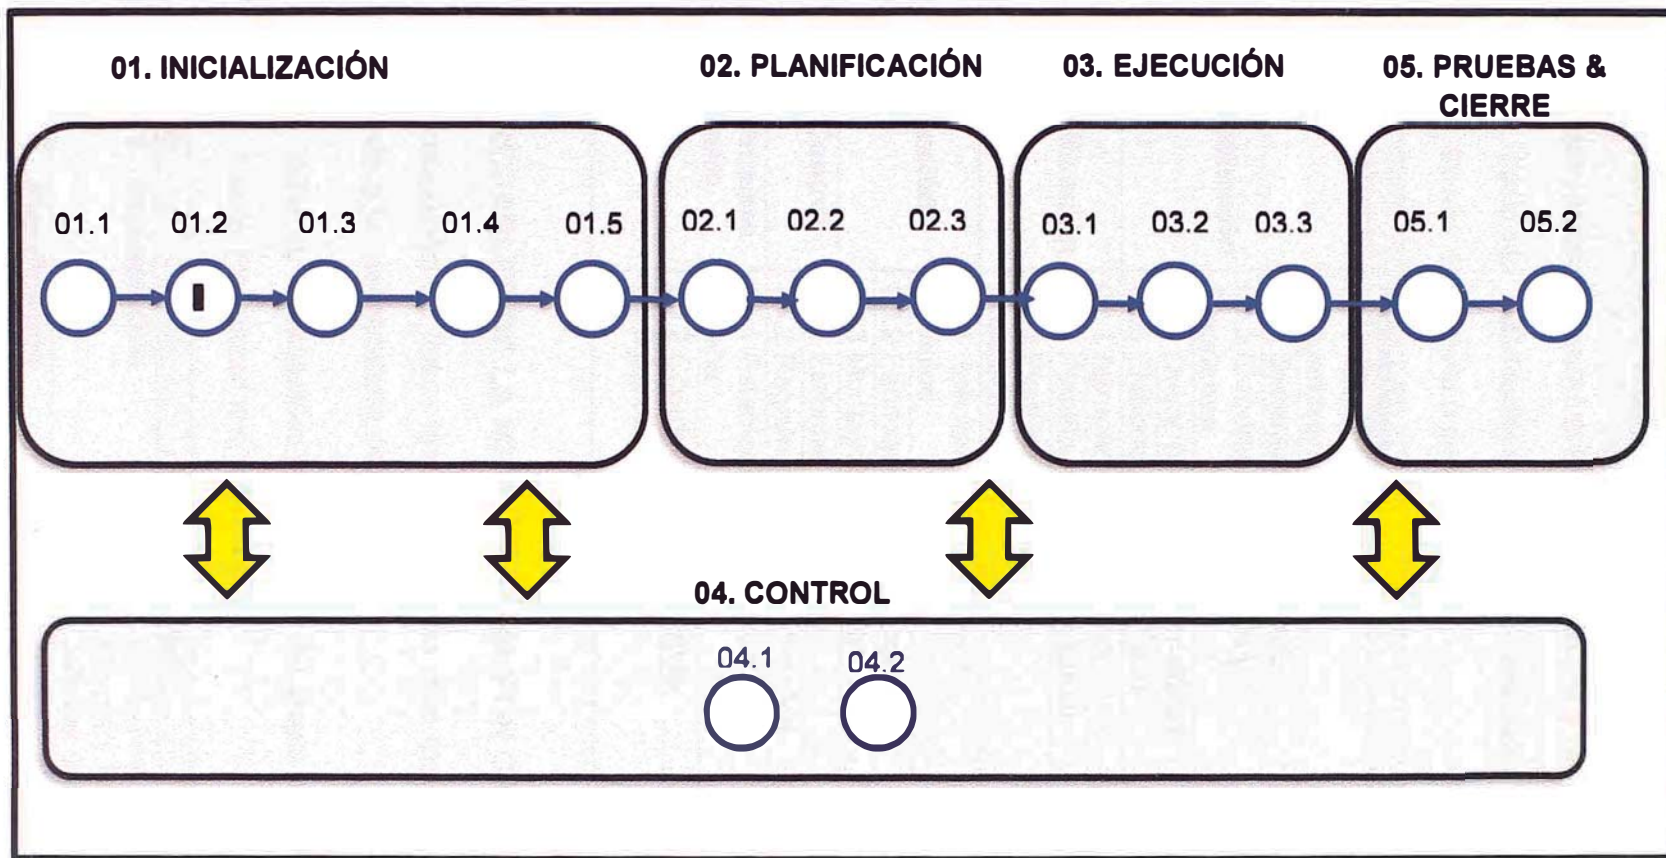 01. INICIALIZACIÓN
02. PLANIFICACIÓN
03. EJECUCIÓN
05. PRUEBAS &
CIERRE
01.1
01.2
01.3
01.4
01.5
02.1
02.2
02.3
03.1
03.2
03.3
05.1
05.2
04. CONTROL
04.1
04.2